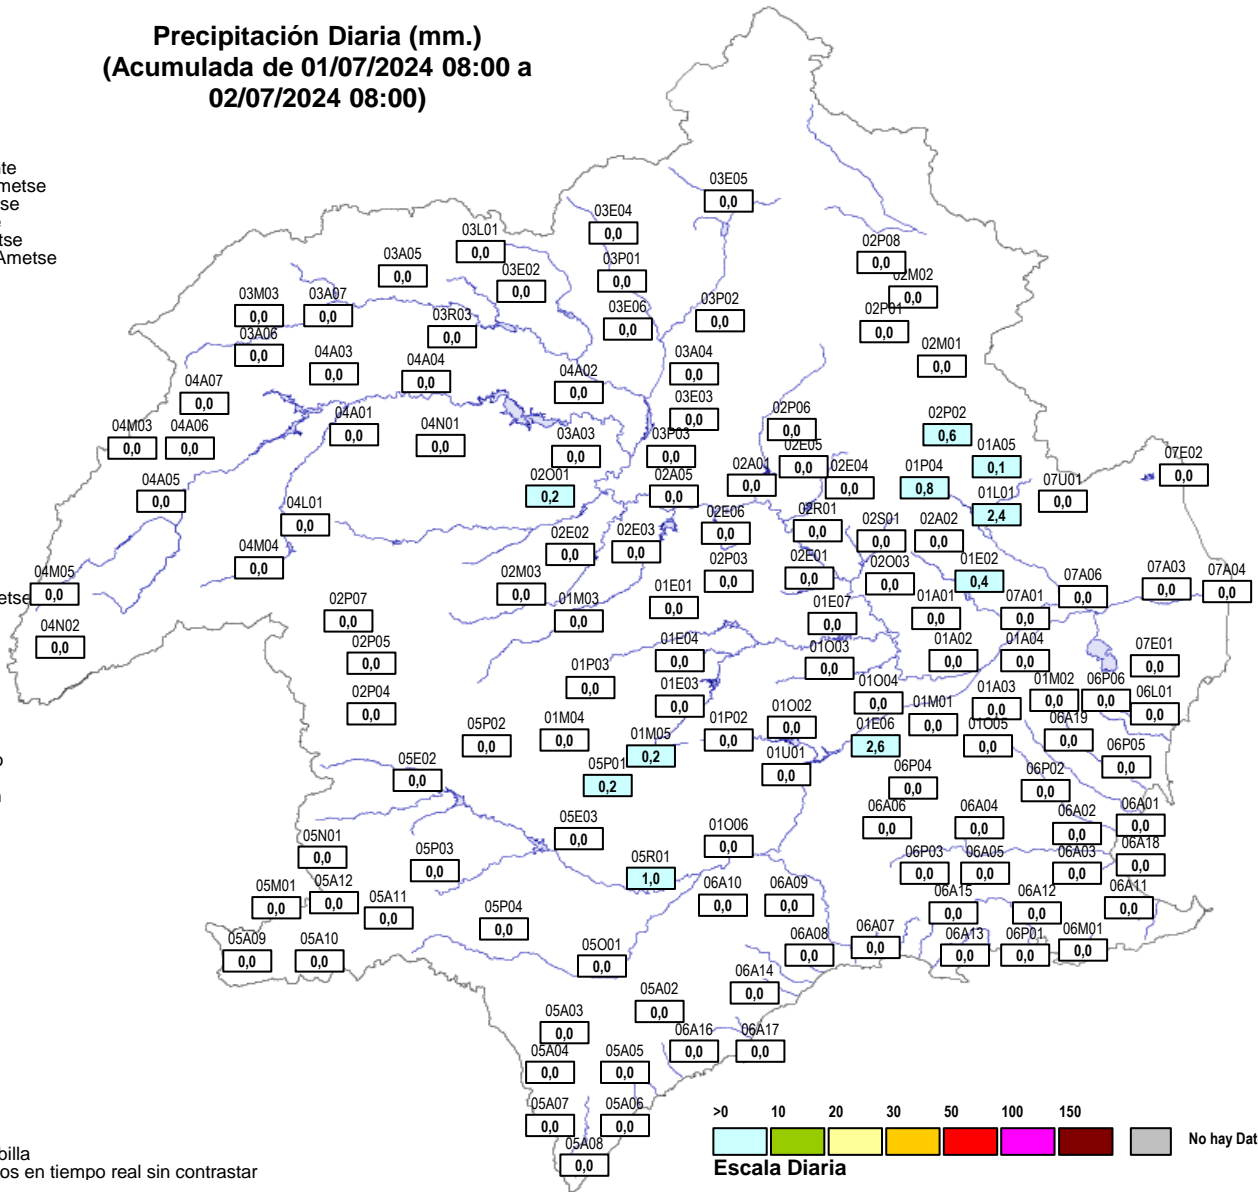 Precipitación Diaria (mm.)
(Acumulada de 01/07/2024 08:00 a
02/07/2024 08:00)
te
metse
se
tse
Ametse
etse
billa
os en tiempo real sin contrastar
03E05
0,0
03E04
0,0
03L01
0,0
03A05
0,0
03P01
0,0
03E02
0,0
02P08
0,0
02M02
0,0
03M03
0,0
03A07
0,0
03R03
0,0
03E06
0,0
03P02
0,0
02P01
0,0
03A06
0,0
04A03
0,0
04A04
0,0
04A02
0,0
03A04
0,0
02M01
0,0
04A07
0,0
03E03
0,0
04M03
0,0
04A06
0,0
04A01
0,0
04N01
0,0
03A03
0,0
03P03
0,0
02P06
0,0
02E05
0,0
02P02
0,6
01A05
0,1
07E02
0,0
04A05
0,0
02O01
0,2
02A05
0,0
02A01
0,0
02E04
0,0
01P04
0,8
01L01
2,4
07U01
0,0
04L01
0,0
02E06
0,0
02R01
0,0
02S01
0,0
02A02
0,0
04M04
0,0
02E02
0,0
02E03
0,0
02P03
0,0
02E01
0,0
02O03
0,0
01E02
0,4
04M05
0,0
02M03
0,0
01M03
0,0
01E01
0,0
07A06
0,0
07A03
0,0
07A04
0,0
04N02
0,0
02P07
0,0
01E07
0,0
01A01
0,0
07A01
0,0
02P05
0,0
01E04
0,0
01O03
0,0
01A02
0,0
01A04
0,0
07E01
0,0
02P04
0,0
01P03
0,0
01E03
0,0
01O04
0,0
01A03
0,0
01M02
0,0
06P06
0,0
06L01
0,0
05P02
0,0
01M04
0,0
01M05
0,2
01P02
0,0
01O02
0,0
01E06
2,6
01M01
0,0
01O05
0,0
06A19
0,0
06P05
0,0
05E02
0,0
05P01
0,2
01U01
0,0
06P04
0,0
06P02
0,0
05E03
0,0
01O06
0,0
06A06
0,0
06A04
0,0
06A02
0,0
06A01
0,0
05N01
0,0
05P03
0,0
05R01
1,0
06P03
0,0
06A05
0,0
06A03
0,0
06A18
0,0
05M01
0,0
05A12
0,0
05A11
0,0
05P04
0,0
06A10
0,0
06A09
0,0
06A15
0,0
06A12
0,0
06A11
0,0
05A09
0,0
05A10
0,0
05O01
0,0
06A08
0,0
06A07
0,0
06A13
0,0
06P01
0,0
06M01
0,0
05A03
0,0
05A02
0,0
06A14
0,0
05A04
0,0
05A05
0,0
06A16
0,0
06A17
0,0
05A07
0,0
05A06
0,0
05A08
0,0
>0 10 20 30 50 100 150
No hay Dat
Escala Diaria